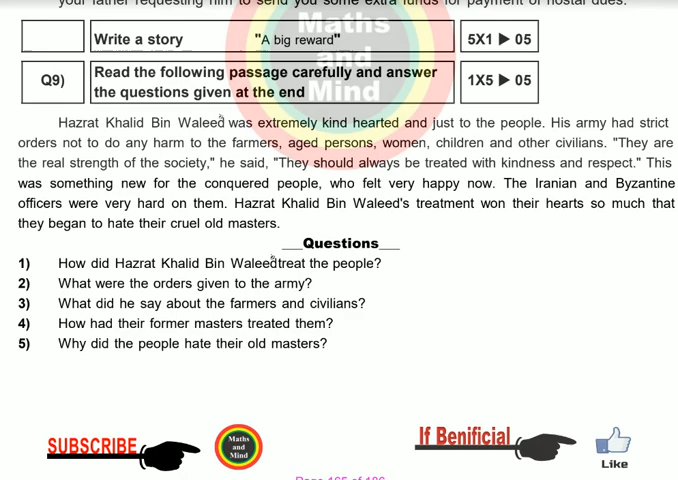 your father requesting him to send you some extra funds for payment of hostal dues.
Write a story "A big reward" 5X1 ▶ 05
Maths
and
Mind
Q9) Read the following passage carefully and answer 1X5 ▶ 05
the questions given at the end
Hazrat Khalid Bin Waleed was extremely kind hearted and just to the people. His army had strict
orders not to do any harm to the farmers, aged persons, women, children and other civilians. "They are
the real strength of the society," he said, "They should always be treated with kindness and respect." This
was something new for the conquered people, who felt very happy now. The Iranian and Byzantine
officers were very hard on them. Hazrat Khalid Bin Waleed's treatment won their hearts so much that
they began to hate their cruel old masters.
___Questions___
1) How did Hazrat Khalid Bin Waleed treat the people?
2) What were the orders given to the army?
3) What did he say about the farmers and civilians?
4) How had their former masters treated them?
5) Why did the people hate their old masters?
SUBSCRIBE
Maths
and
Mind
If Benificial
Like
Page 165 of 186